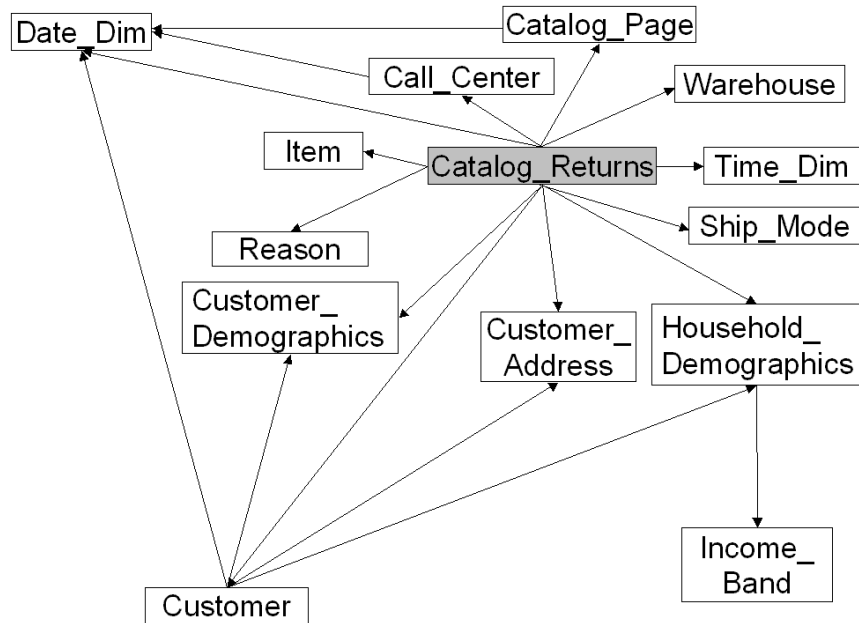 Catalog_Page
Date_Dim
Call_Center
Warehouse
Item
Catalog_Returns
Time_Dim
Ship_Mode
Reason
Customer_
Demographics
Customer_
Address
Household_
Demographics
Income_
Band
Customer